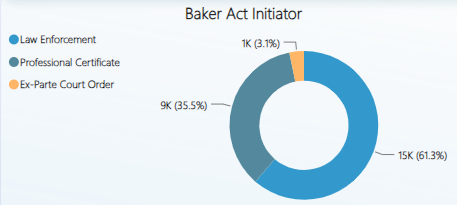 Baker Act Initiator
Law Enforcement
Professional Certificate
Ex-Parte Court Order
1K (3.1%)
9K (35.5%)
15K (61.3%)